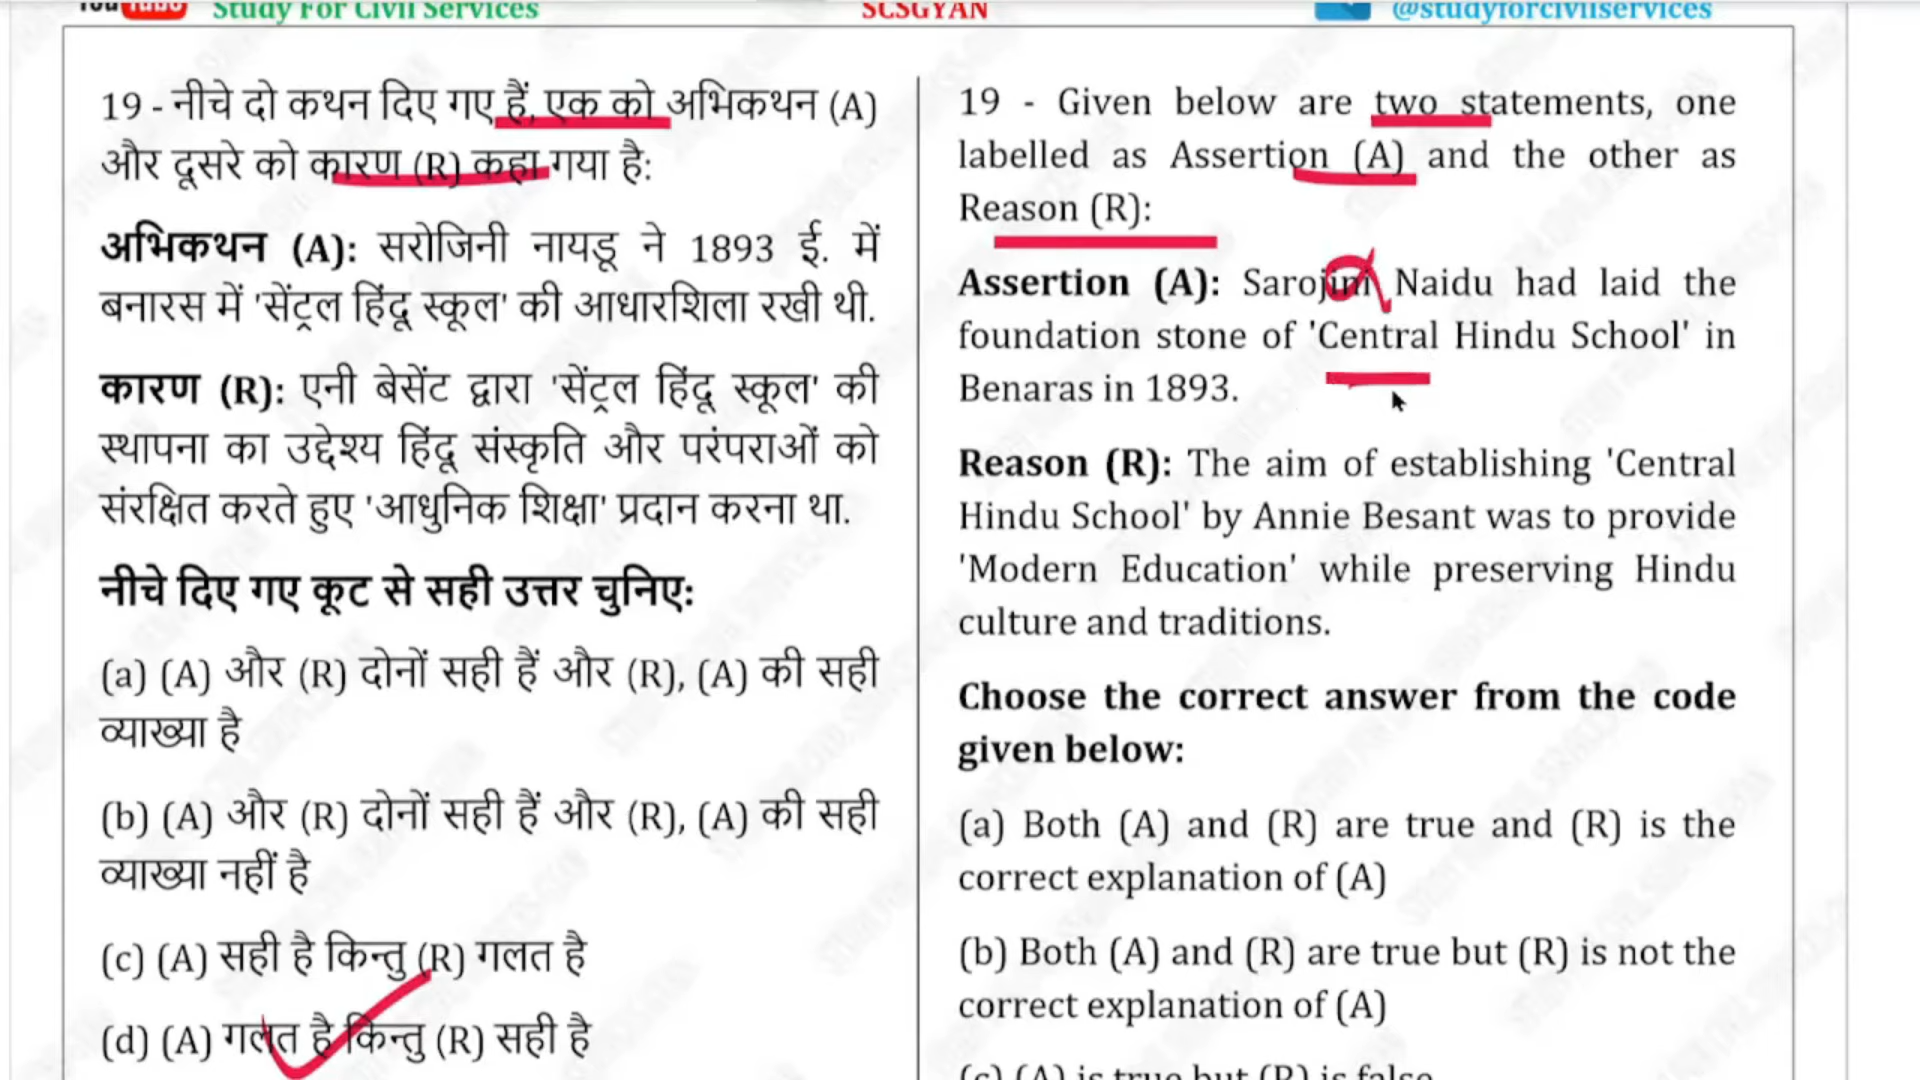 YouTube Study For Civil Services SCSGYAN @studyforcivilservices
19 - नीचे दो कथन दिए गए हैं, एक को अभिकथन (A)
और दूसरे को कारण (R) कहा गया है:
अभिकथन (A): सरोजिनी नायडू ने 1893 ई. में
बनारस में 'सेंट्रल हिंदू स्कूल' की आधारशिला रखी थी.
कारण (R): एनी बेसेंट द्वारा 'सेंट्रल हिंदू स्कूल' की
स्थापना का उद्देश्य हिंदू संस्कृति और परंपराओं को
संरक्षित करते हुए 'आधुनिक शिक्षा' प्रदान करना था.
नीचे दिए गए कूट से सही उत्तर चुनिए:
(a) (A) और (R) दोनों सही हैं और (R), (A) की सही
व्याख्या है
(b) (A) और (R) दोनों सही हैं और (R), (A) की सही
व्याख्या नहीं है
(c) (A) सही है किन्तु (R) गलत है
(d) (A) गलत है किन्तु (R) सही है
19 - Given below are two statements, one
labelled as Assertion (A) and the other as
Reason (R):
Assertion (A): Sarojini Naidu had laid the
foundation stone of 'Central Hindu School' in
Benaras in 1893.
Reason (R): The aim of establishing 'Central
Hindu School' by Annie Besant was to provide
'Modern Education' while preserving Hindu
culture and traditions.
Choose the correct answer from the code
given below:
(a) Both (A) and (R) are true and (R) is the
correct explanation of (A)
(b) Both (A) and (R) are true but (R) is not the
correct explanation of (A)
(c) (A) is true but (R) is false